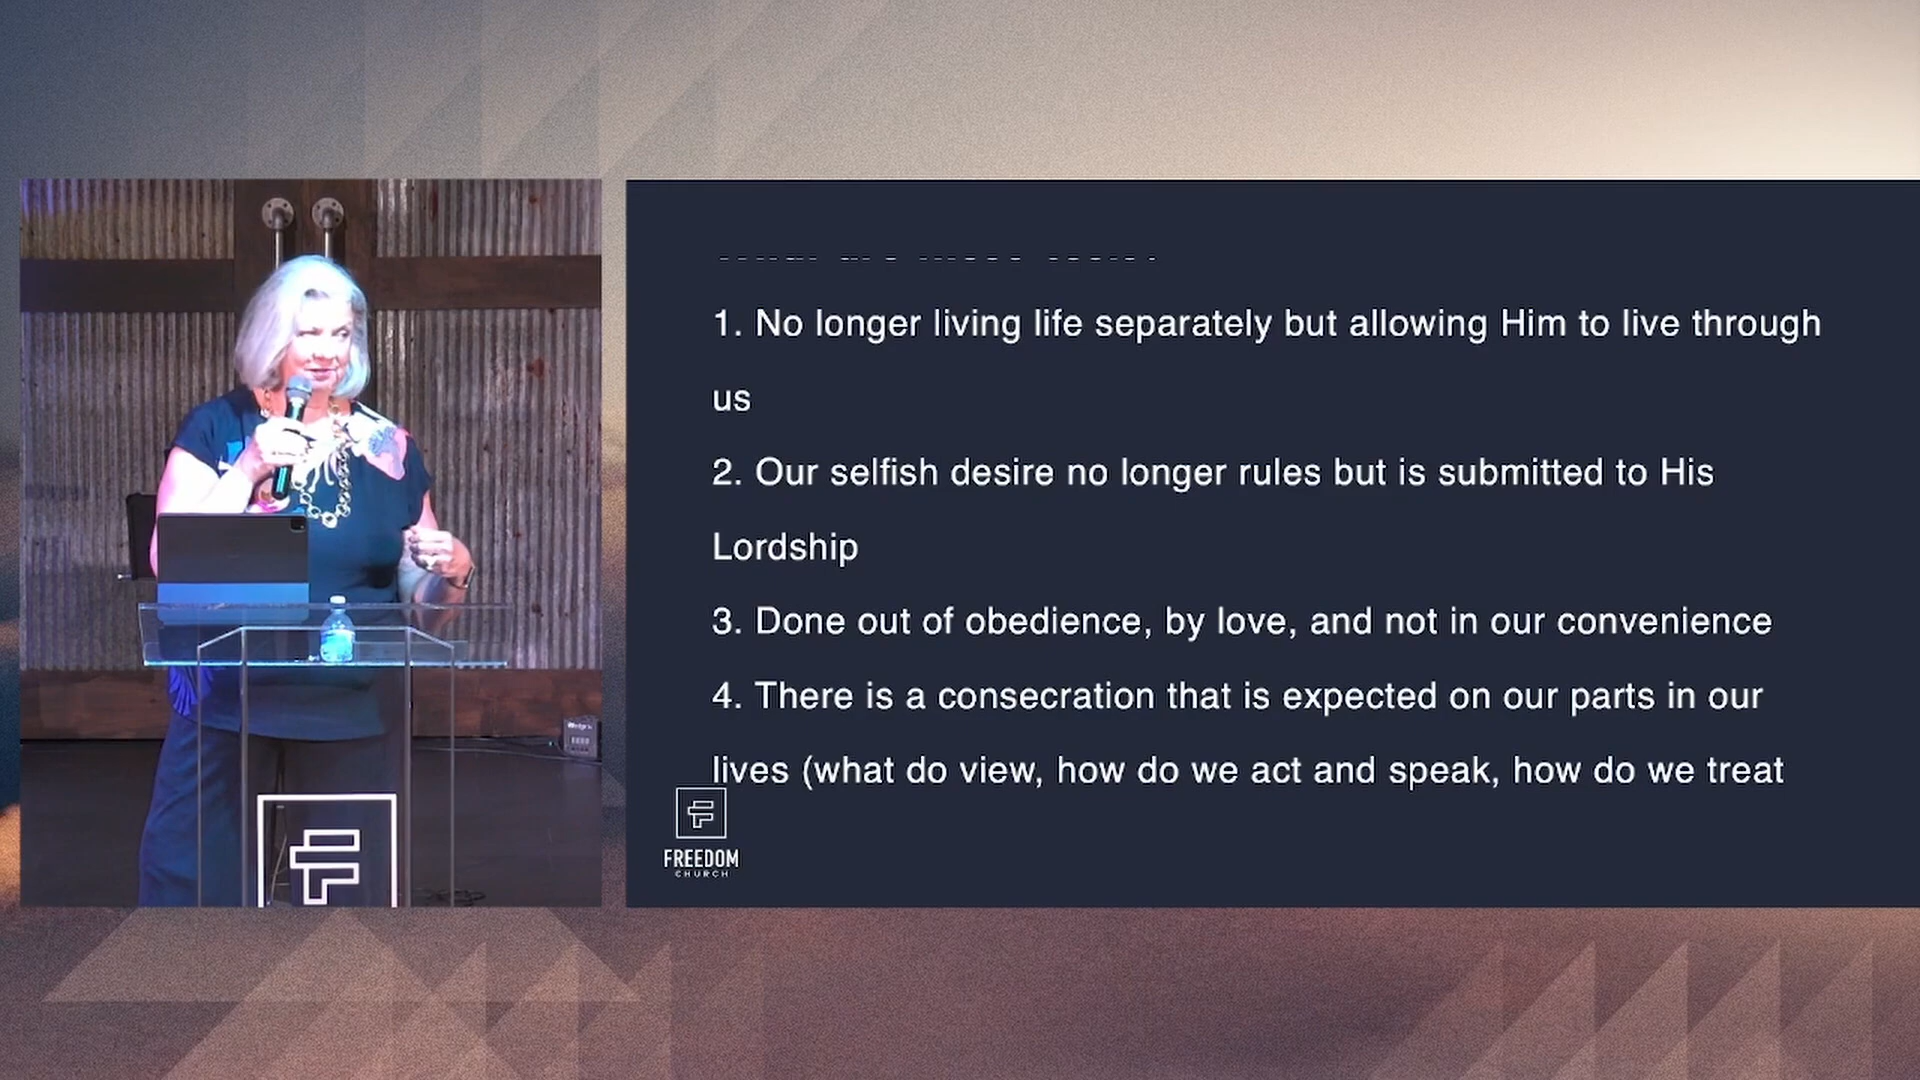 1. No longer living life separately but allowing Him to live through
us
2. Our selfish desire no longer rules but is submitted to His
Lordship
3. Done out of obedience, by love, and not in our convenience
4. There is a consecration that is expected on our parts in our
lives (what do view, how do we act and speak, how do we treat
FREEDOM
CHURCH